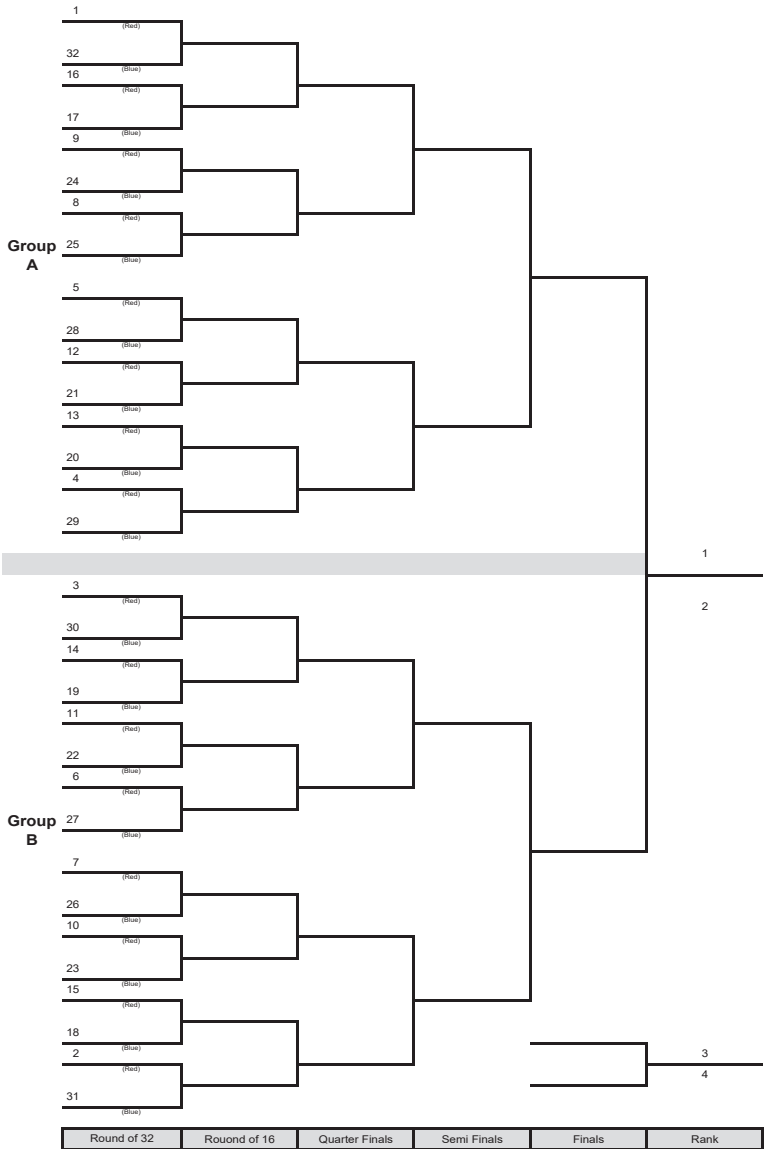 1
(Red)
32
(Blue)
16
(Red)
17
(Blue)
9
(Red)
24
(Blue)
8
(Red)
Group
A
25
(Blue)
5
(Red)
28
(Blue)
12
(Red)
21
(Blue)
13
(Red)
20
(Blue)
4
(Red)
29
(Blue)
1
2
3
(Red)
30
(Blue)
14
(Red)
19
(Blue)
11
(Red)
22
(Blue)
6
(Red)
Group
B
27
(Blue)
7
(Red)
26
(Blue)
10
(Red)
23
(Blue)
15
(Red)
18
(Blue)
2
(Red)
31
(Blue)
3
4
Round of 32 Rouond of 16 Quarter Finals Semi Finals Finals Rank